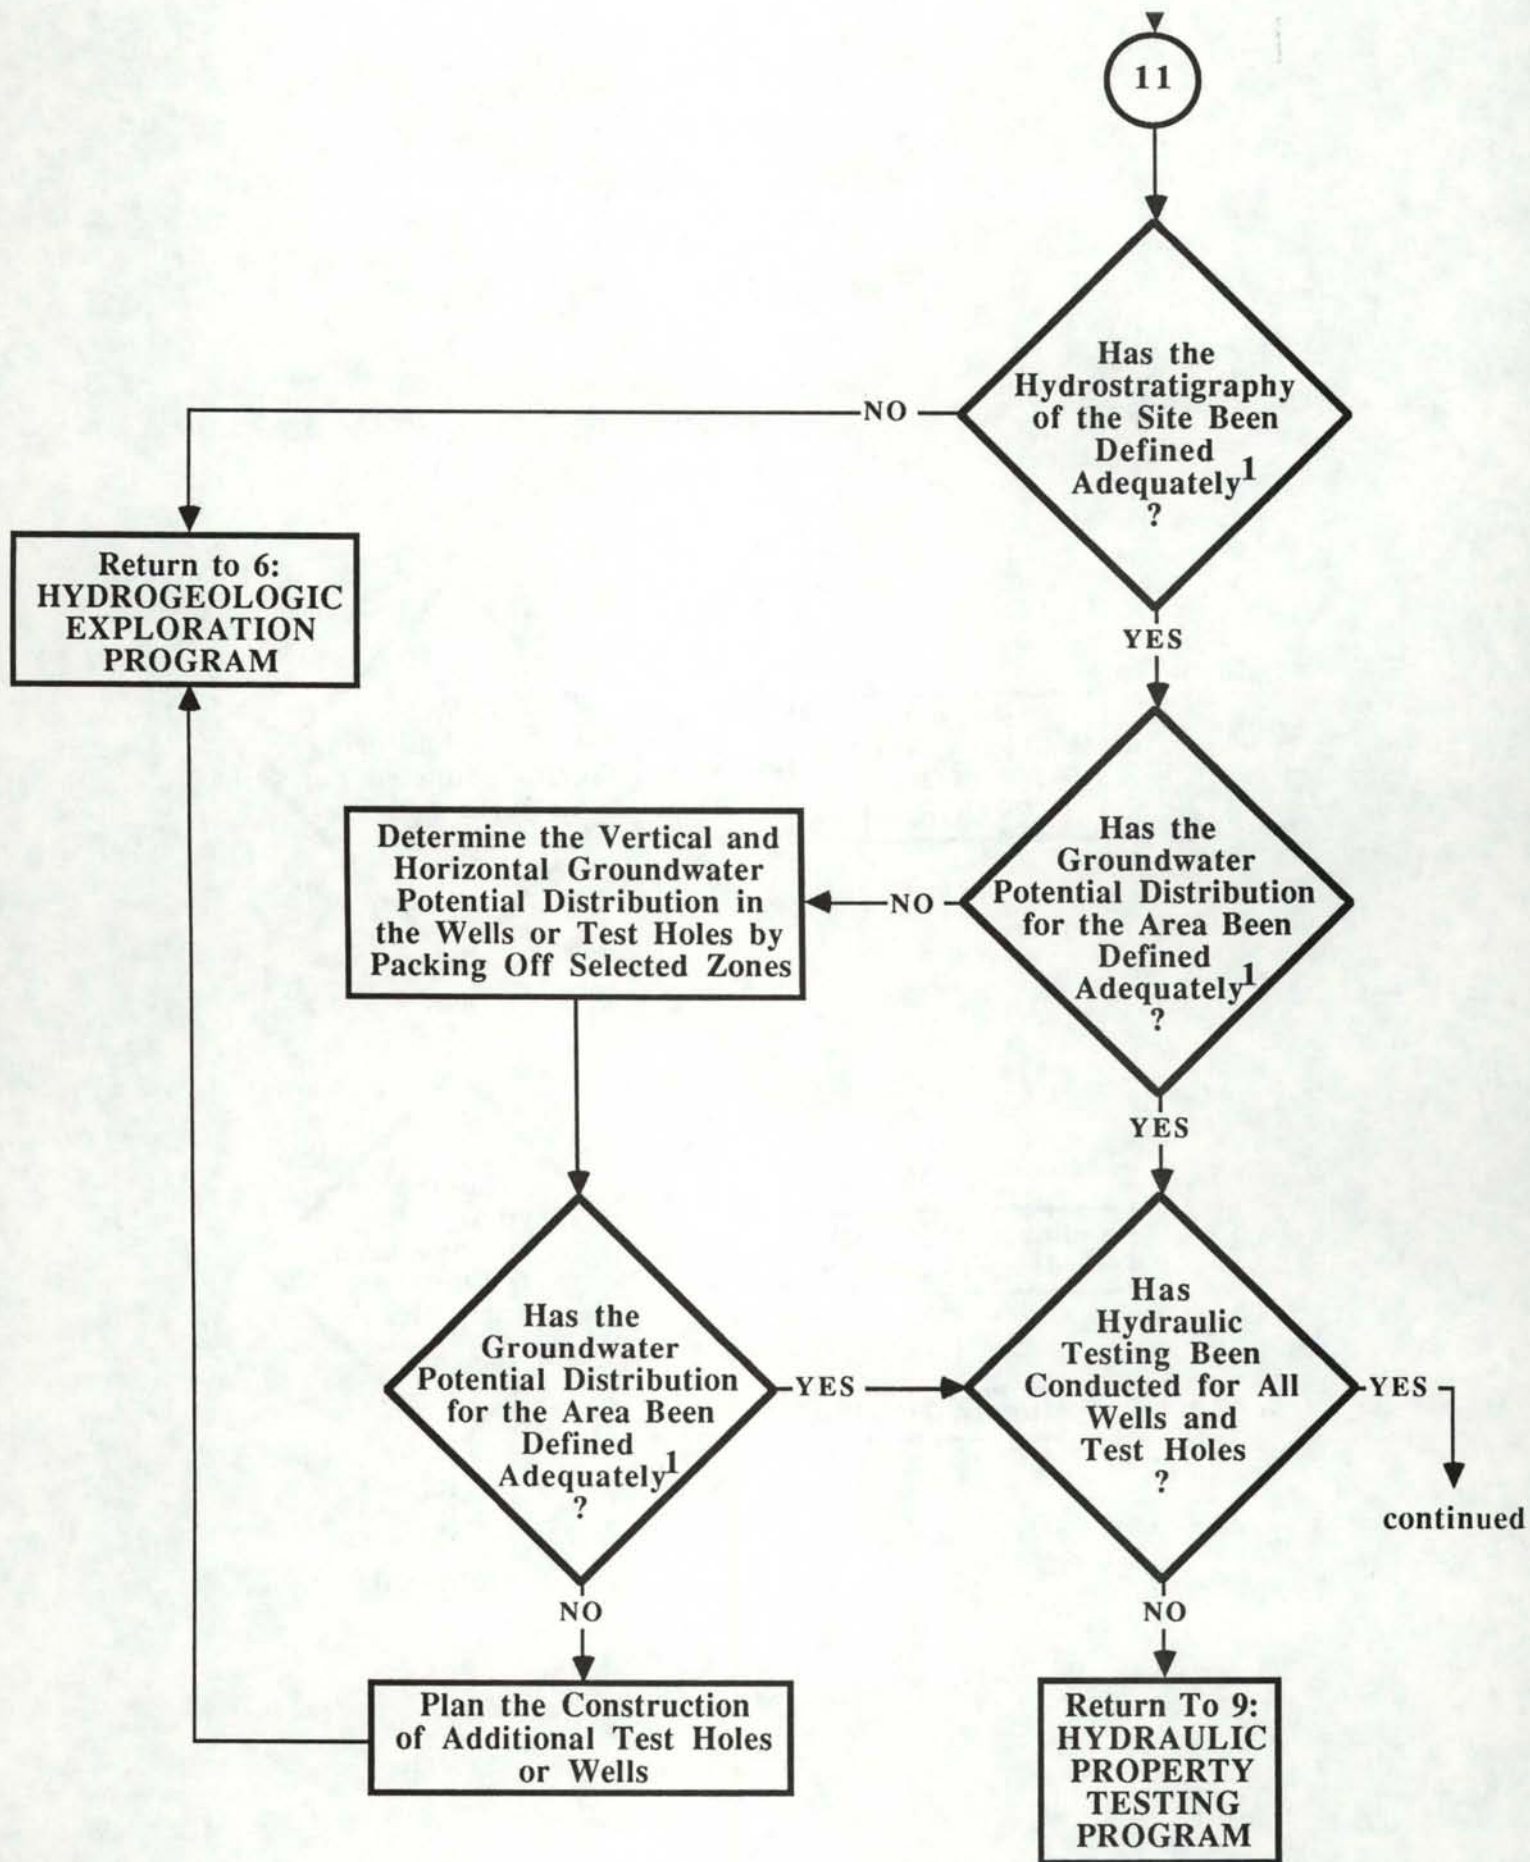 11
Has the
Hydrostratigraphy
of the Site Been
Defined
Adequately1
?
NO
YES
Return to 6:
HYDROGEOLOGIC
EXPLORATION
PROGRAM
Has the
Groundwater
Potential Distribution
for the Area Been
Defined
Adequately1
?
NO
YES
Determine the Vertical and
Horizontal Groundwater
Potential Distribution in
the Wells or Test Holes by
Packing Off Selected Zones
Has the
Groundwater
Potential Distribution
for the Area Been
Defined
Adequately1
?
YES
NO
Has
Hydraulic
Testing Been
Conducted for All
Wells and
Test Holes
?
YES
continued
NO
Plan the Construction
of Additional Test Holes
or Wells
Return To 9:
HYDRAULIC
PROPERTY
TESTING
PROGRAM